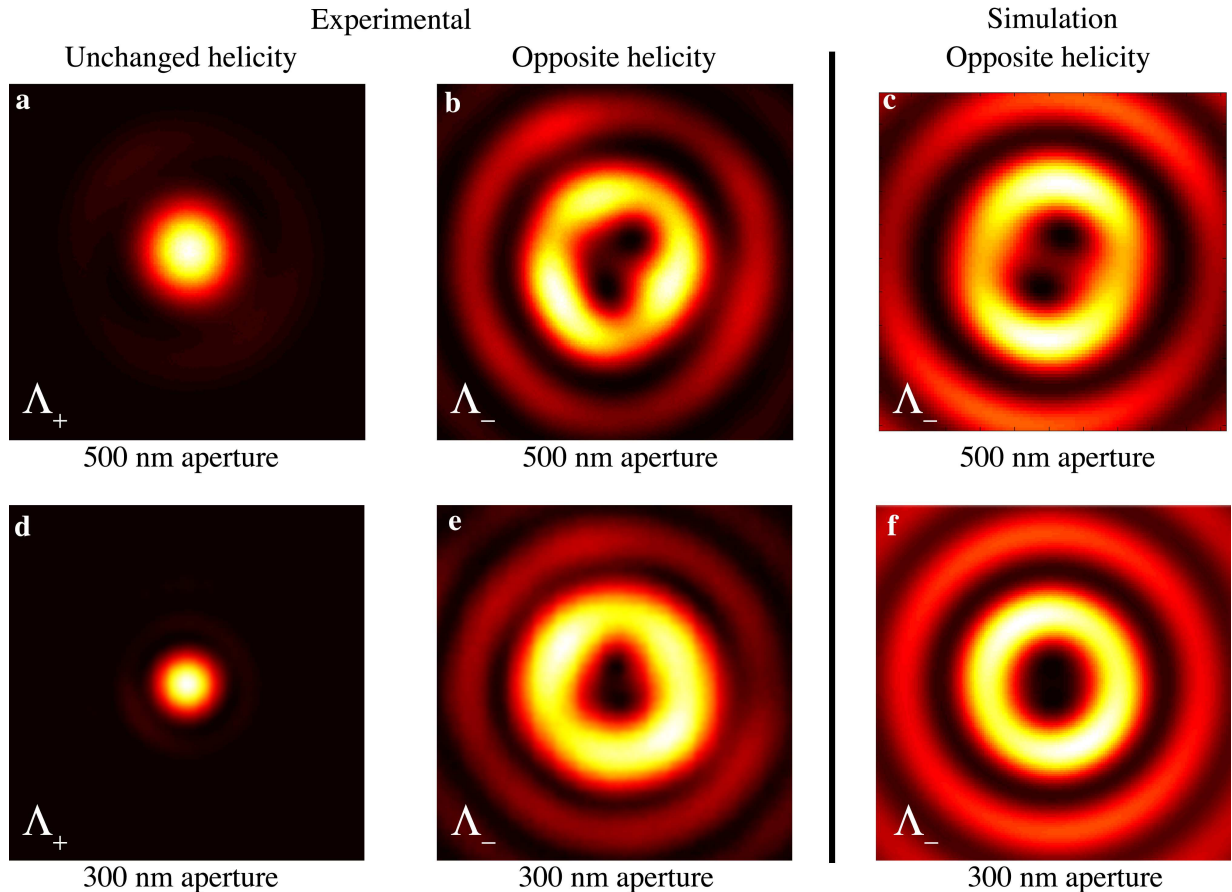 Experimental
Simulation
Unchanged helicity
Opposite helicity
Opposite helicity
a
b
c
Λ+
Λ−
Λ−
500 nm aperture
500 nm aperture
500 nm aperture
d
e
f
Λ+
Λ−
Λ−
300 nm aperture
300 nm aperture
300 nm aperture